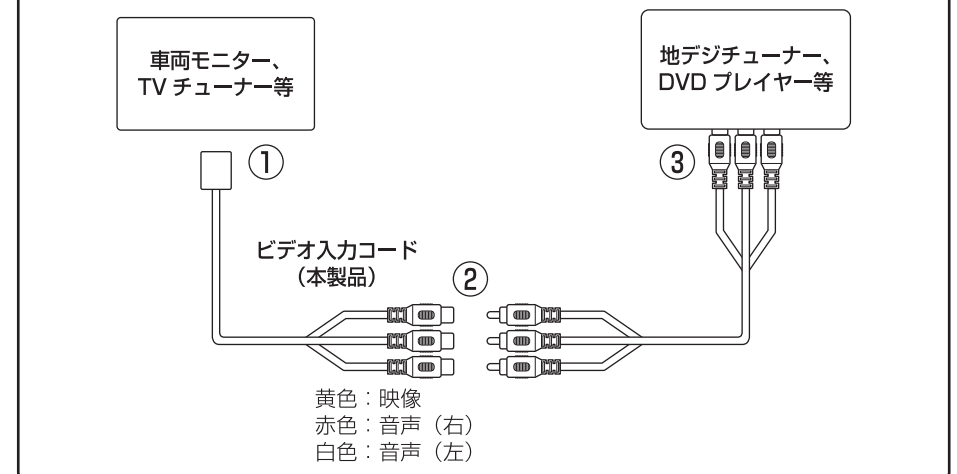 車両モニター、
TV チューナー等
地デジチューナー、
DVD プレイヤー等
①
③
ビデオ入力コード
（本製品）
②
黄色：映像
赤色：音声（右）
白色：音声（左）